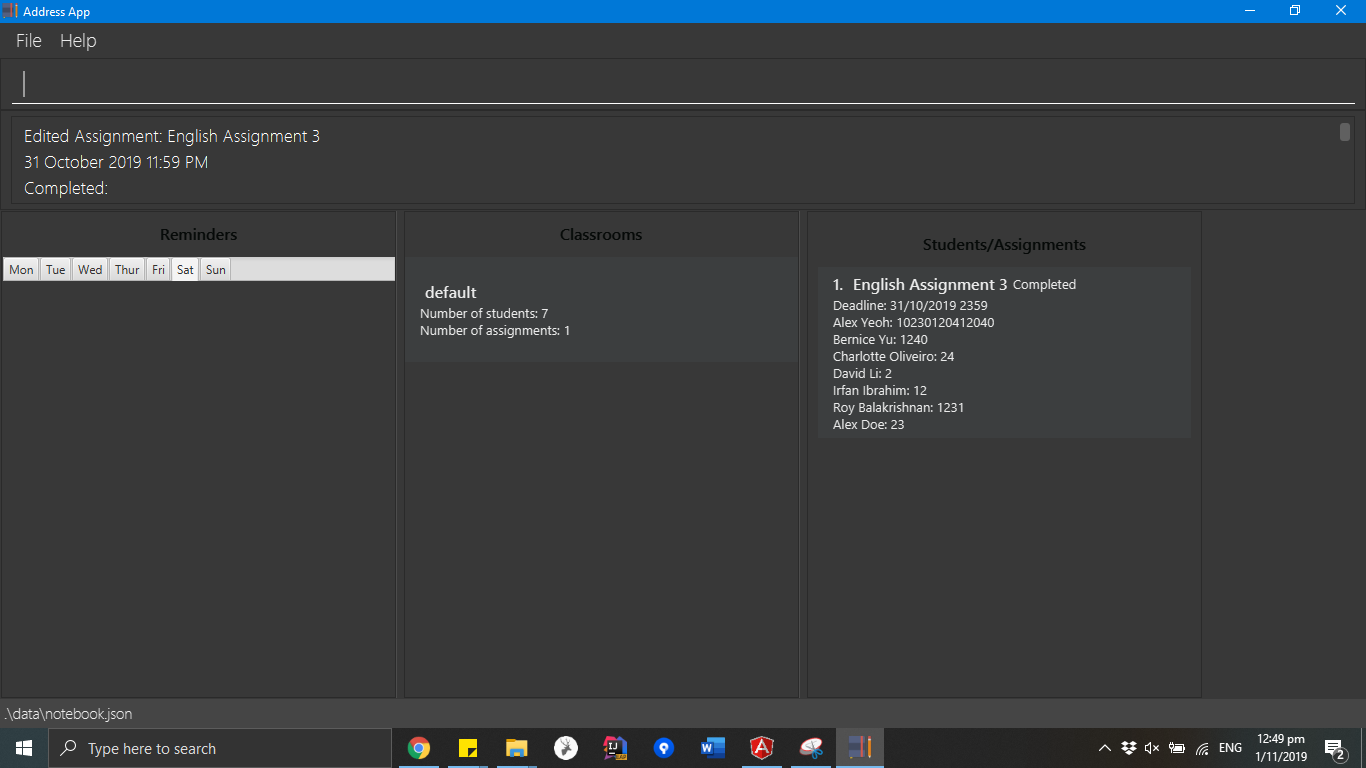 Address App
File Help
Edited Assignment: English Assignment 3
31 October 2019 11:59 PM
Completed:
Reminders
Mon Tue Wed Thur Fri Sat Sun
Classrooms
default
Number of students: 7
Number of assignments: 1
Students/Assignments
1. English Assignment 3 Completed
Deadline: 31/10/2019 2359
Alex Yeoh: 10230120412040
Bernice Yu: 1240
Charlotte Oliveiro: 24
David Li: 2
Irfan Ibrahim: 12
Roy Balakrishnan: 1231
Alex Doe: 23
.\data\notebook.json
Type here to search
ENG
12:49 pm
1/11/2019
2